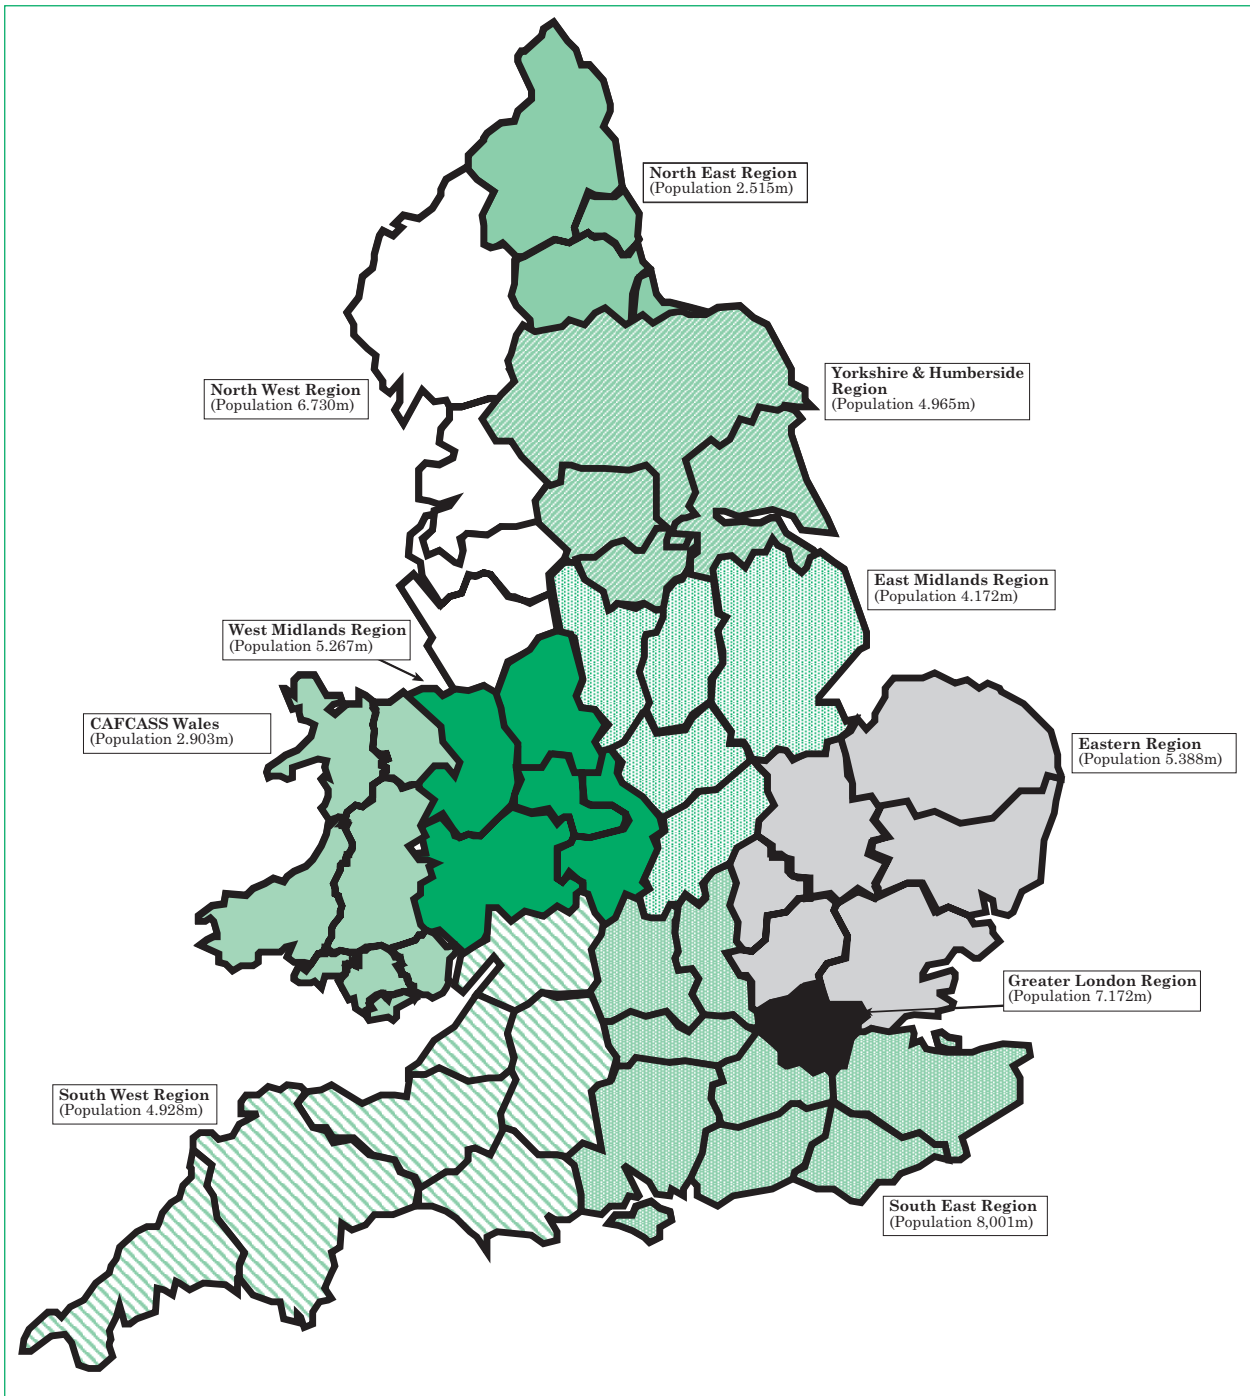 North East Region
(Population 2.515m)
North West Region
(Population 6.730m)
Yorkshire & Humberside
Region
(Population 4.965m)
East Midlands Region
(Population 4.172m)
West Midlands Region
(Population 5.267m)
CAFCASS Wales
(Population 2.903m)
Eastern Region
(Population 5.388m)
Greater London Region
(Population 7.172m)
South West Region
(Population 4.928m)
South East Region
(Population 8,001m)